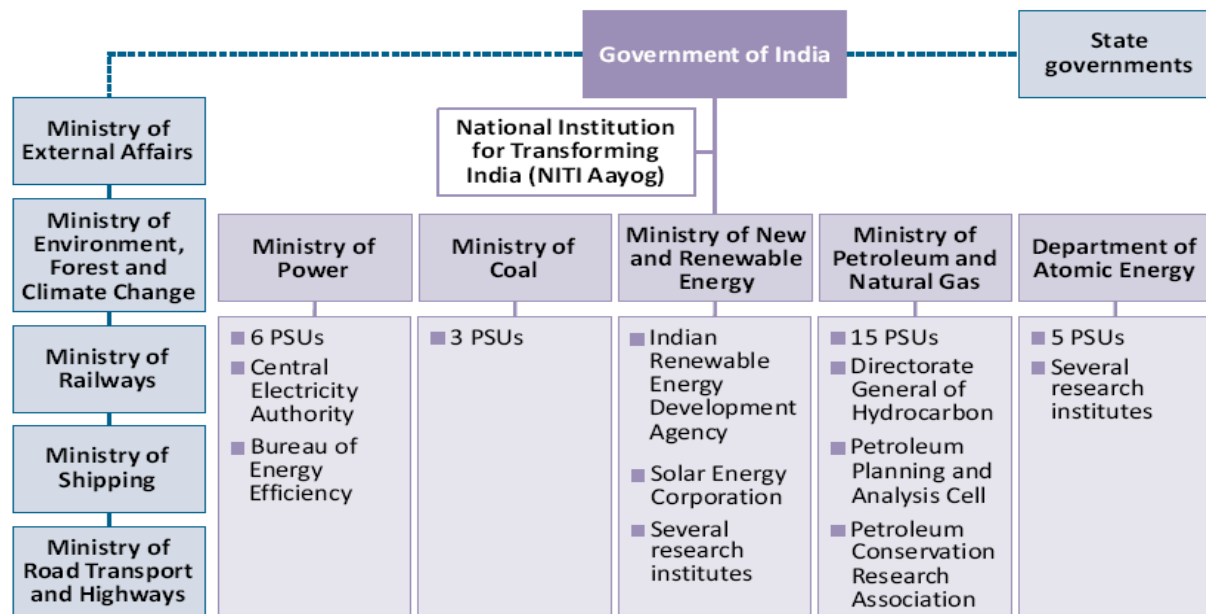 Government of India
State
governments
Ministry of
External Affairs
National Institution
for Transforming
India (NITI Aayog)
Ministry of
Environment,
Forest and
Climate Change
Ministry of
Railways
Ministry of
Shipping
Ministry of
Road Transport
and Highways
Ministry of
Power
6 PSUs
Central
Electricity
Authority
Bureau of
Energy
Efficiency
Ministry of
Coal
3 PSUs
Ministry of New
and Renewable
Energy
Indian
Renewable
Energy
Development
Agency
Solar Energy
Corporation
Several
research
institutes
Ministry of
Petroleum and
Natural Gas
15 PSUs
Directorate
General of
Hydrocarbon
Petroleum
Planning and
Analysis Cell
Petroleum
Conservation
Research
Association
Department of
Atomic Energy
5 PSUs
Several
research
institutes